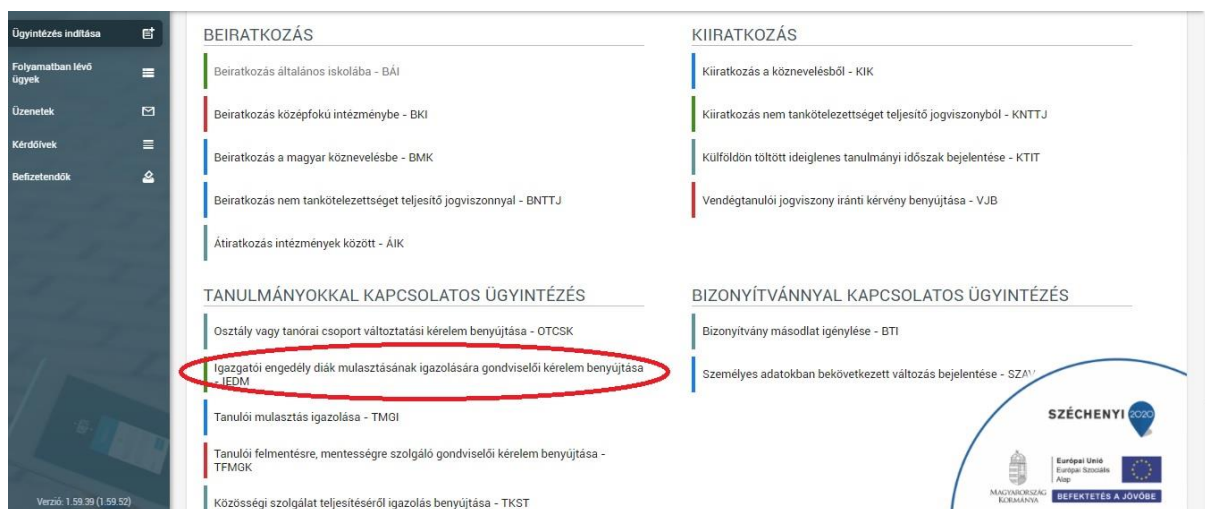 Ügyintézés indítása
Folyamatban lévő
ügyek
Üzenetek
Kérdőívek
Befizetendők
Verzió: 1.59.39 (1.59.52)
BEIRATKOZÁS
Beiratkozás általános iskolába - BÁI
Beiratkozás középfokú intézménybe - BKI
Beiratkozás a magyar köznevelésbe - BMK
Beiratkozás nem tankötelezettséget teljesítő jogviszonnyal - BNTTJ
Átiratkozás intézmények között - ÁIK
KIIRATKOZÁS
Kiiratkozás a köznevelésből - KIK
Kiiratkozás nem tankötelezettséget teljesítő jogviszonyból - KNTTJ
Külföldön töltött ideiglenes tanulmányi időszak bejelentése - KTIT
Vendégtanulói jogviszony iránti kérvény benyújtása - VJB
TANULMÁNYOKKAL KAPCSOLATOS ÜGYINTÉZÉS
Osztály vagy tanórai csoport változtatási kérelem benyújtása - OTCSK
Igazgatói engedély diák mulasztásának igazolására gondviselői kérelem benyújtása
- IEDM
Tanulói mulasztás igazolása - TMGI
Tanulói felmentésre, mentességre szolgáló gondviselői kérelem benyújtása -
TFMGK
Közösségi szolgálat teljesítéséről igazolás benyújtása - TKST
BIZONYÍTVÁNNYAL KAPCSOLATOS ÜGYINTÉZÉS
Bizonyítvány másodlat igénylése - BTI
Személyes adatokban bekövetkezett változás bejelentése - SZAV
SZÉCHENYI 2020
Európai Unió
Európai Szociális
Alap
MAGYARORSZÁG
KORMÁNYA
BEFEKTETÉS A JÖVŐBE